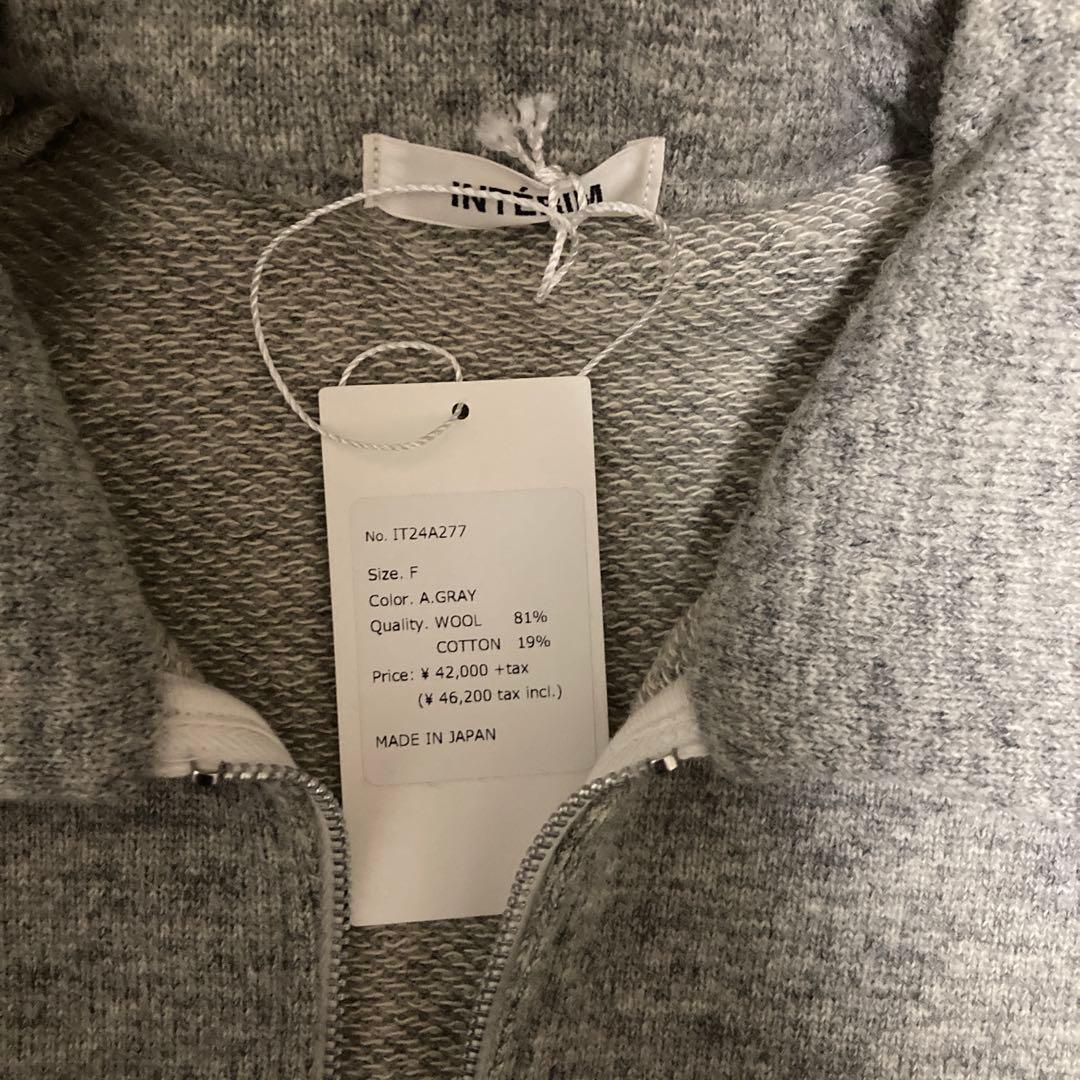 INTÉRIM
No. IT24A277
Size. F
Color. A.GRAY
Quality. WOOL 81%
COTTON 19%
Price: ¥ 42,000 +tax
(¥ 46,200 tax incl.)
MADE IN JAPAN